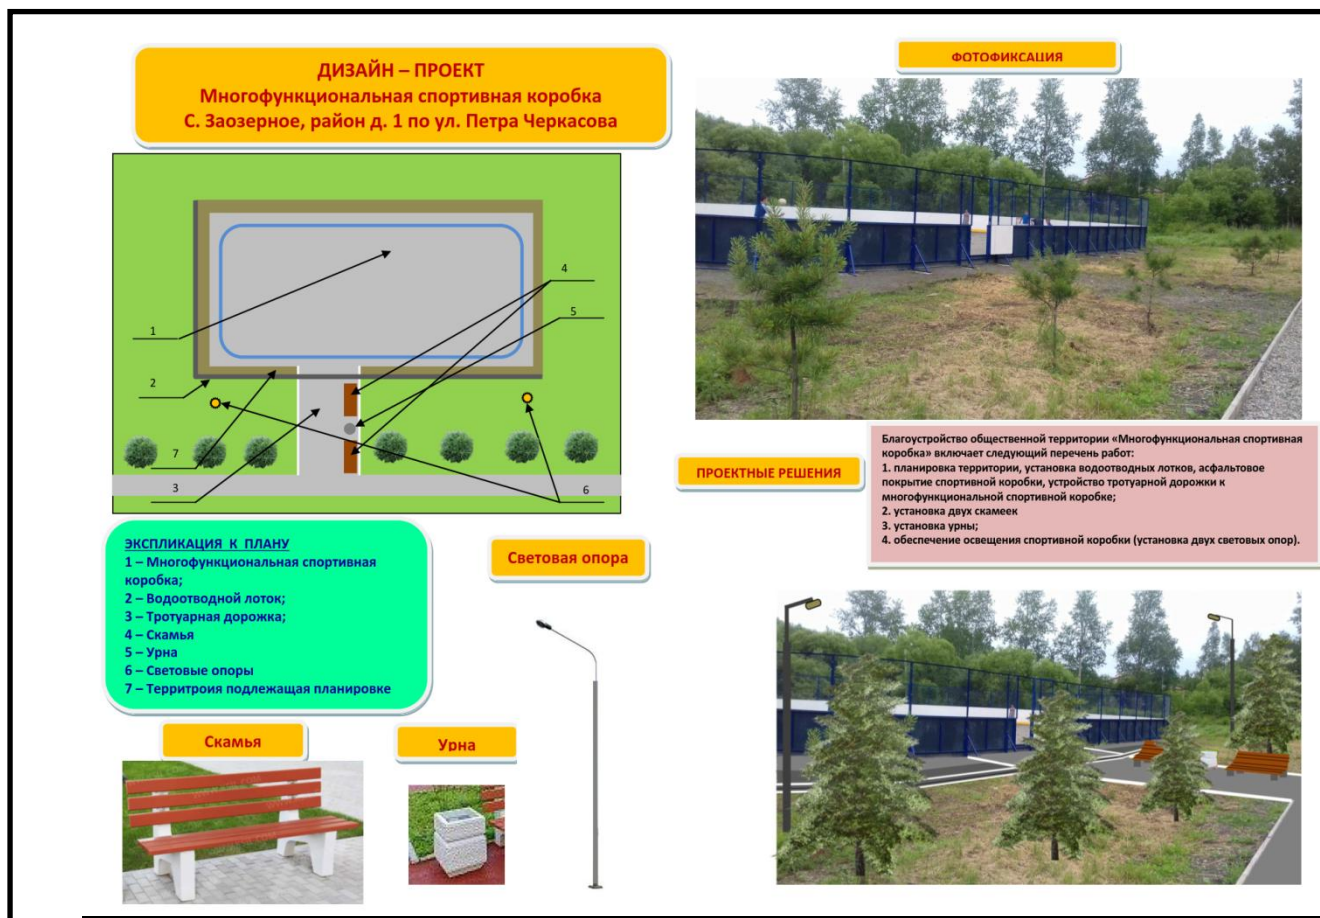 ДИЗАЙН – ПРОЕКТ
Многофункциональная спортивная коробка
С. Заозерное, район д. 1 по ул. Петра Черкасова
4
5
1
2
7
3
6
ЭКСПЛИКАЦИЯ К ПЛАНУ
1 – Многофункциональная спортивная
коробка;
2 – Водоотводной лоток;
3 – Тротуарная дорожка;
4 – Скамья
5 – Урна
6 – Световые опоры
7 – Территроия подлежащая планировке
Световая опора
Скамья
Урна
ФОТОФИКСАЦИЯ
ПРОЕКТНЫЕ РЕШЕНИЯ
Благоустройство общественной территории «Многофункциональная спортивная
коробка» включает следующий перечень работ:
1. планировка территории, установка водоотводных лотков, асфальтовое
покрытие спортивной коробки, устройство тротуарной дорожки к
многофункциональной спортивной коробке;
2. установка двух скамеек
3. установка урны;
4. обеспечение освещения спортивной коробки (установка двух световых опор).